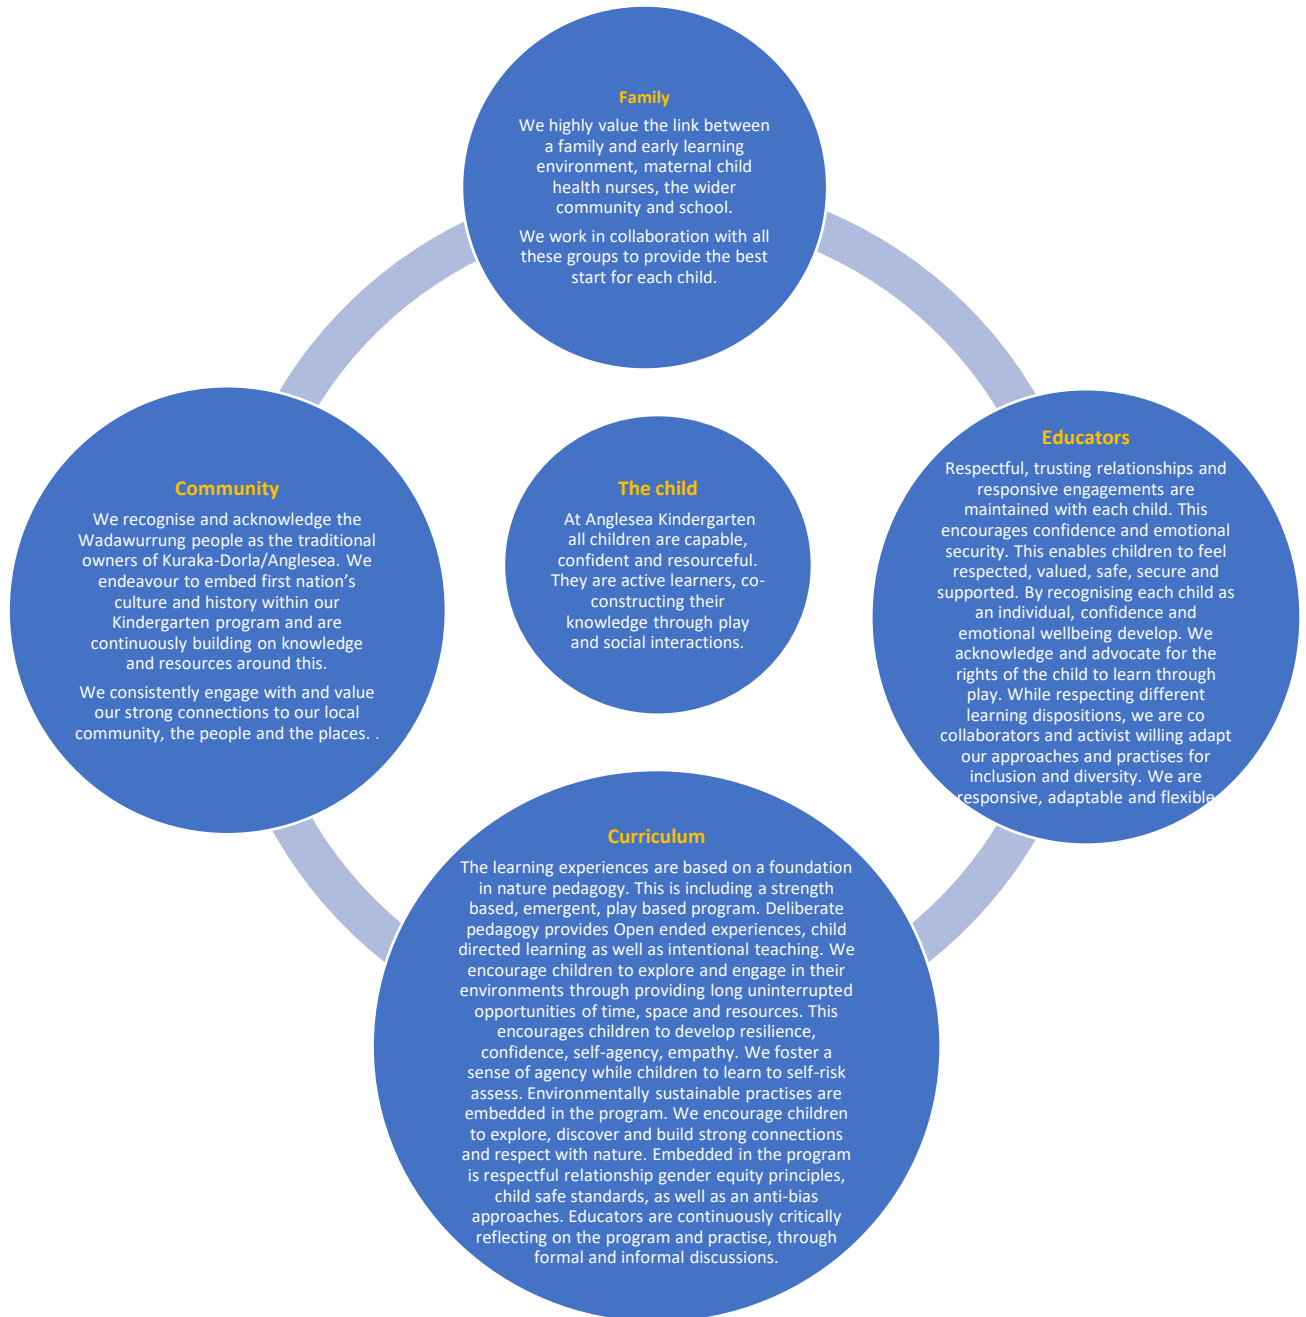 Family
We highly value the link between
a family and early learning
environment, maternal child
health nurses, the wider
community and school.
We work in collaboration with all
these groups to provide the best
start for each child.
Community
We recognise and acknowledge the
Wadawurrung people as the traditional
owners of Kuraka-Dorla/Anglesea. We
endeavour to embed first nation’s
culture and history within our
Kindergarten program and are
continuously building on knowledge
and resources around this.
We consistently engage with and value
our strong connections to our local
community, the people and the places. .
The child
At Anglesea Kindergarten
all children are capable,
confident and resourceful.
They are active learners, co-
constructing their
knowledge through play
and social interactions.
Educators
Respectful, trusting relationships and
responsive engagements are
maintained with each child. This
encourages confidence and emotional
security. This enables children to feel
respected, valued, safe, secure and
supported. By recognising each child as
an individual, confidence and
emotional wellbeing develop. We
acknowledge and advocate for the
rights of the child to learn through
play. While respecting different
learning dispositions, we are co
collaborators and activist willing adapt
our approaches and practises for
inclusion and diversity. We are
responsive, adaptable and flexible
Curriculum
The learning experiences are based on a foundation
in nature pedagogy. This is including a strength
based, emergent, play based program. Deliberate
pedagogy provides Open ended experiences, child
directed learning as well as intentional teaching. We
encourage children to explore and engage in their
environments through providing long uninterrupted
opportunities of time, space and resources. This
encourages children to develop resilience,
confidence, self-agency, empathy. We foster a
sense of agency while children to learn to self-risk
assess. Environmentally sustainable practises are
embedded in the program. We encourage children
to explore, discover and build strong connections
and respect with nature. Embedded in the program
is respectful relationship gender equity principles,
child safe standards, as well as an anti-bias
approaches. Educators are continuously critically
reflecting on the program and practise, through
formal and informal discussions.